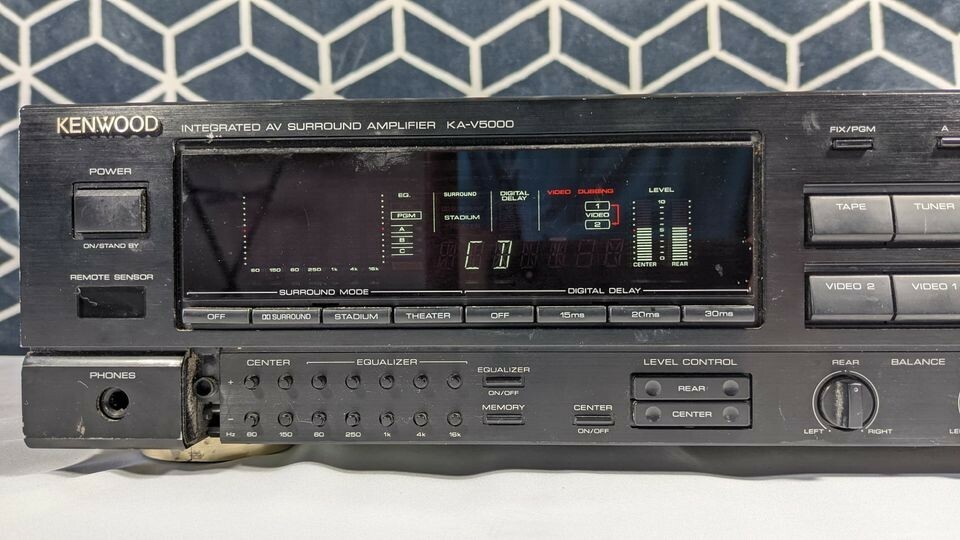 KENWOOD INTEGRATED AV SURROUND AMPLIFIER KA-V5000
FIX/PGM A
POWER
ON/STAND BY
REMOTE SENSOR
EQ. SURROUND DIGITAL DELAY VIDEO DUBBING LEVEL
PGM STADIUM 1 VIDEO 2
A
B
C
CD
10
5
0
60 150 60 250 1k 4k 16k CENTER REAR
SURROUND MODE DIGITAL DELAY
OFF SURROUND STADIUM THEATER OFF 15ms 20ms 30ms
TAPE TUNER
VIDEO 2 VIDEO 1
PHONES
CENTER EQUALIZER
+
-
Hz 60 150 60 250 1k 4k 16k
EQUALIZER
ON/OFF
MEMORY
CENTER
ON/OFF
LEVEL CONTROL
REAR
CENTER
REAR BALANCE
LEFT RIGHT LE